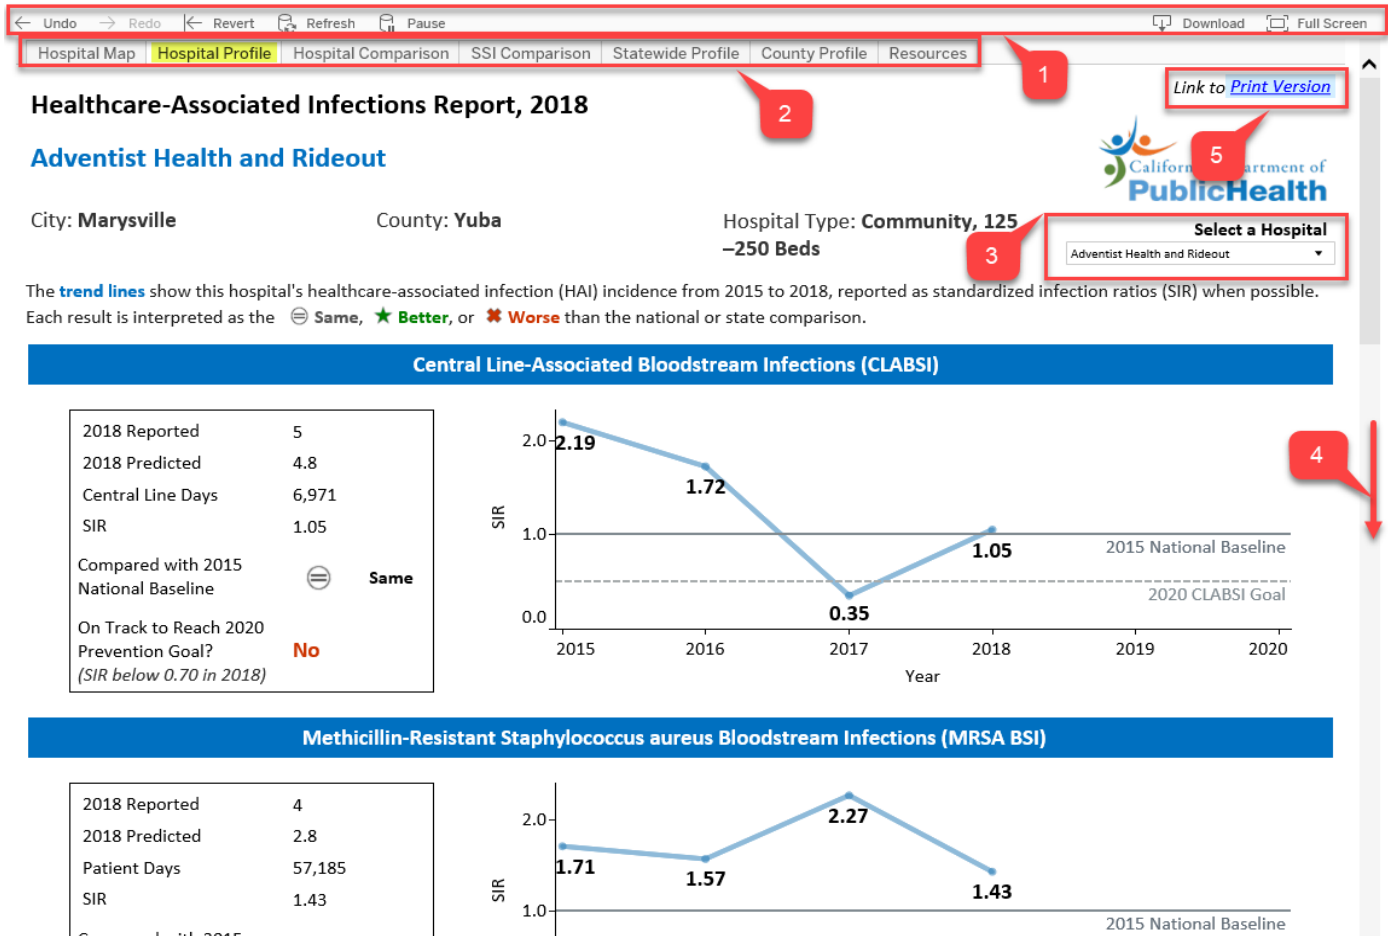 Undo Redo Revert Refresh Pause Download Full Screen
Hospital Map Hospital Profile Hospital Comparison SSI Comparison Statewide Profile County Profile Resources
1
2
Link to Print Version
5
Healthcare-Associated Infections Report, 2018
Adventist Health and Rideout
PublicHealth
City: Marysville County: Yuba Hospital Type: Community, 125
–250 Beds
3
Select a Hospital
Adventist Health and Rideout
The trend lines show this hospital's healthcare-associated infection (HAI) incidence from 2015 to 2018, reported as standardized infection ratios (SIR) when possible.
Each result is interpreted as the Same, Better, or Worse than the national or state comparison.
Central Line-Associated Bloodstream Infections (CLABSI)
2018 Reported 5
2018 Predicted 4.8
Central Line Days 6,971
SIR 1.05
Compared with 2015
National Baseline
Same
On Track to Reach 2020
Prevention Goal?
No
(SIR below 0.70 in 2018)
SIR
2.0
1.0
0.0
2.19
1.72
0.35
1.05
2015 National Baseline
2020 CLABSI Goal
2015 2016 2017 2018 2019 2020
Year
4
Methicillin-Resistant Staphylococcus aureus Bloodstream Infections (MRSA BSI)
2018 Reported 4
2018 Predicted 2.8
Patient Days 57,185
SIR 1.43
SIR
2.0
1.0
1.71
1.57
2.27
1.43
2015 National Baseline